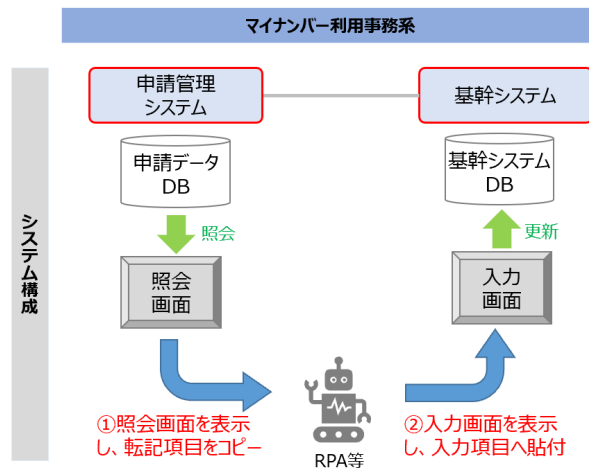 マイナンバー利用事務系
システム構成
申請管理
システム
基幹システム
申請データ
DB
基幹システム
DB
照会
更新
照会
画面
入力
画面
①照会画面を表示
し、転記項目をコピー
RPA等
②入力画面を表示
し、入力項目へ貼付